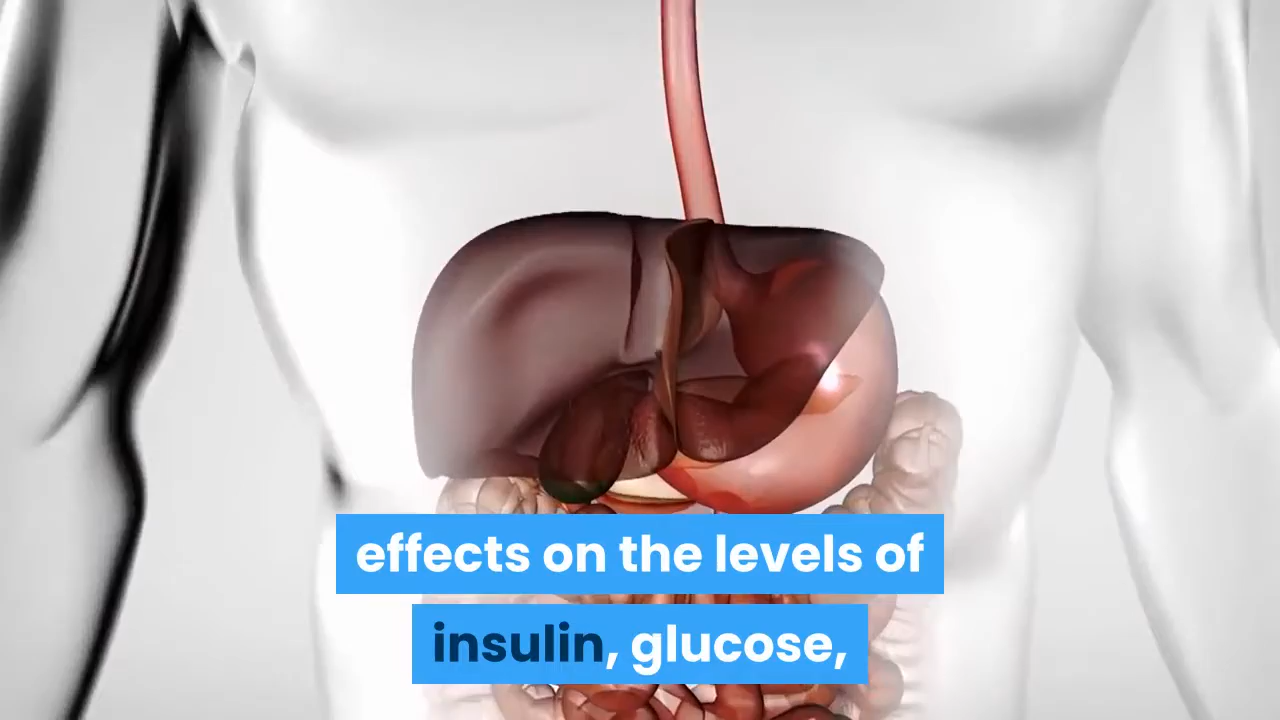 effects on the levels of
insulin, glucose,